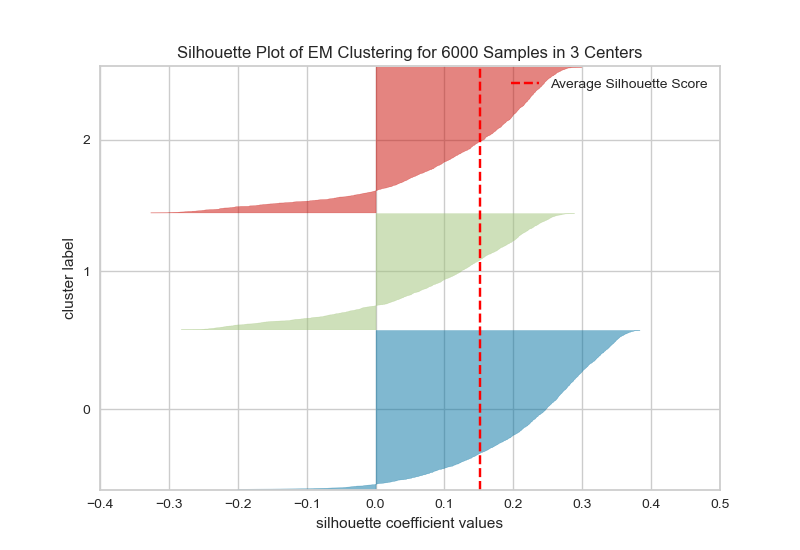 Silhouette Plot of EM Clustering for 6000 Samples in 3 Centers
Average Silhouette Score
2
1
0
cluster label
−0.4 −0.3 −0.2 −0.1 0.0 0.1 0.2 0.3 0.4 0.5
silhouette coefficient values